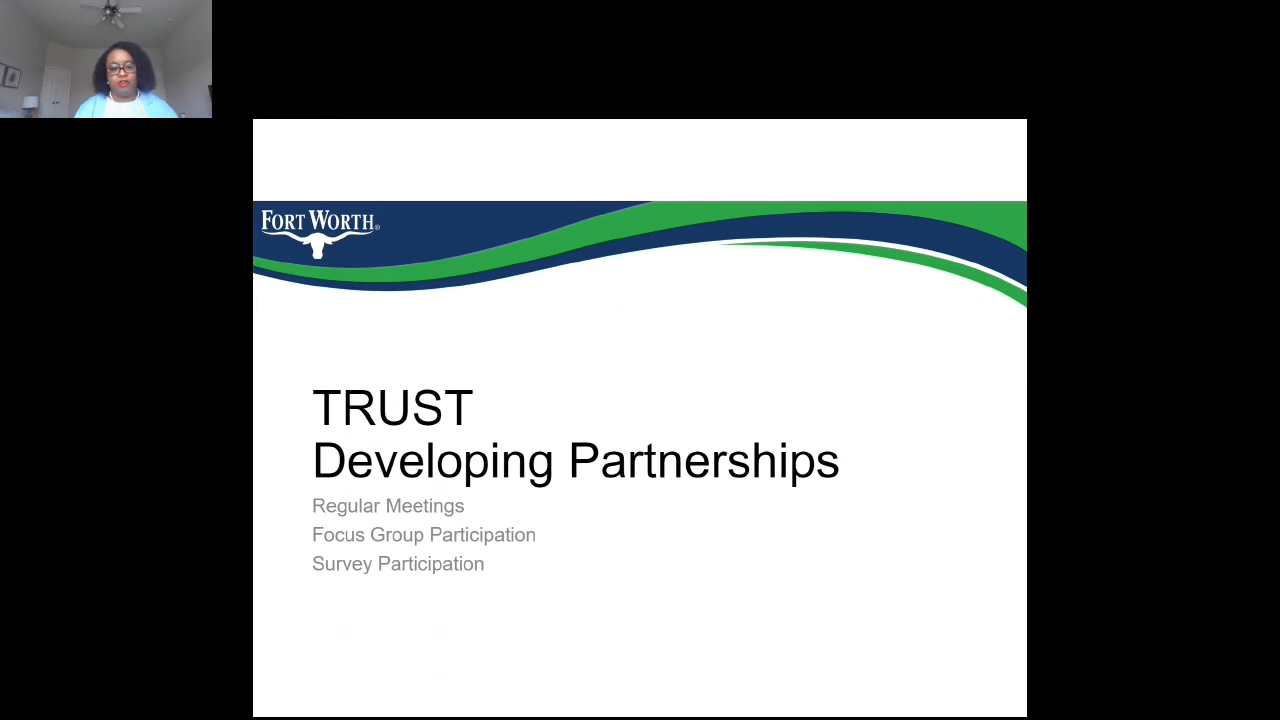 FORT WORTH®
TRUST
Developing Partnerships
Regular Meetings
Focus Group Participation
Survey Participation